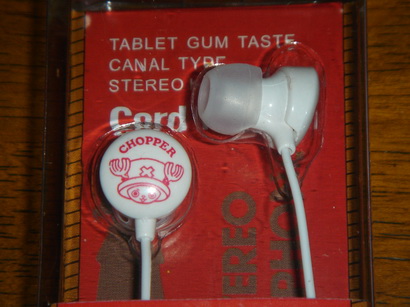 TABLET GUM TASTE
CANAL TYPE
STEREO
Cord
CHOPPER